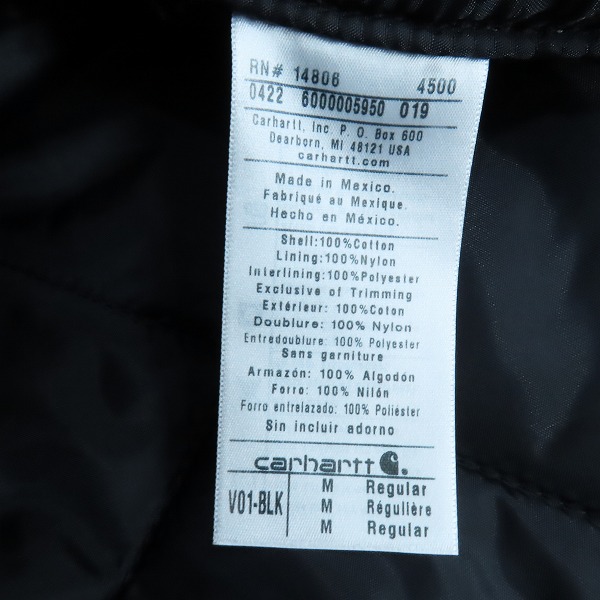 RN# 14806 4500
0422 6000005950 019
Carhartt, Inc. P. O. Box 600
Dearborn, MI 48121 USA
carhartt.com
Made in Mexico.
Fabriqué au Mexique.
Hecho en México.
Shell:100%Cotton
Lining:100%Nylon
Interlining:100%Polyester
Exclusive of Trimming
Extérieur: 100%Coton
Doublure: 100% Nylon
Entredoublure: 100% Polyester
Sans garniture
Armazón: 100% Algodón
Forro: 100% Nilón
Forro entrelazado: 100% Poliéster
Sin incluir adorno
carhartt
V01-BLK M Regular
M Régulière
M Regular